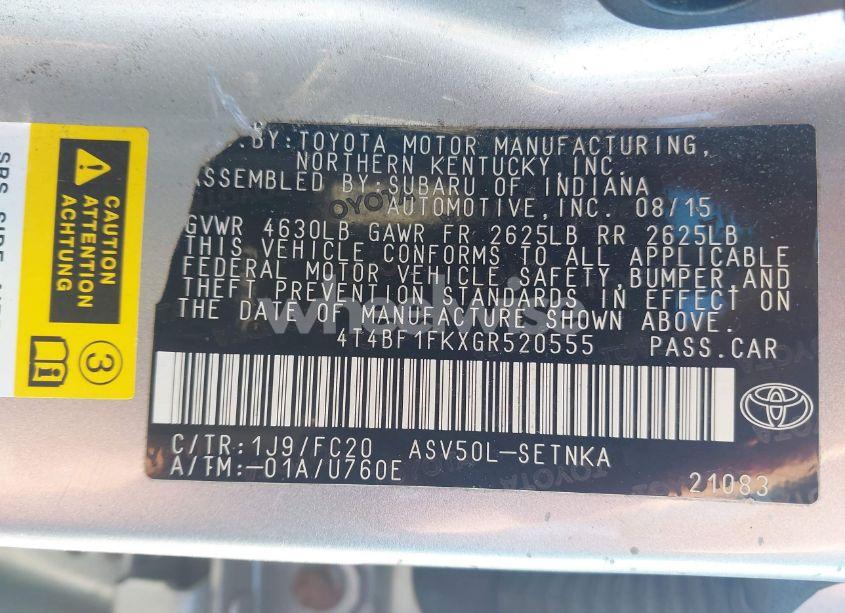 BY:TOYOTA MOTOR MANUFACTURING,
NORTHERN KENTUCKY, INC.
ASSEMBLED BY SUBARU OF INDIANA
AUTOMOTIVE, INC. 08/15
GVWR 4630LB GAWR FR 2625LB RR 2625LB
THIS VEHICLE CONFORMS TO ALL APPLICABLE
FEDERAL MOTOR VEHICLE SAFETY, BUMPER, AND
THEFT PREVENTION STANDARDS IN EFFECT ON
THE DATE OF MANUFACTURE SHOWN ABOVE.
4T4BF1FKXGR520555 PASS.CAR
C/TR:1J9/FC20 ASV50L-SETNKA
A/TM:-01A/U760E
21083
CAUTION
ATTENTION
ACHTUNG
3
i
TOYOTA
wheelwise